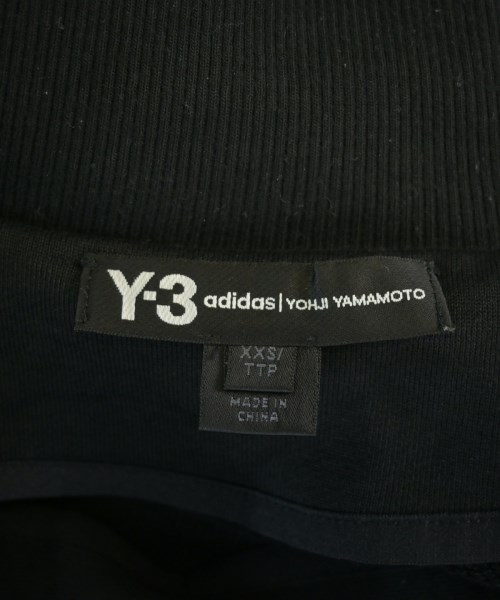 Y-3 adidas | YOHJI YAMAMOTO
XXS/
TTP
MADE IN
CHINA